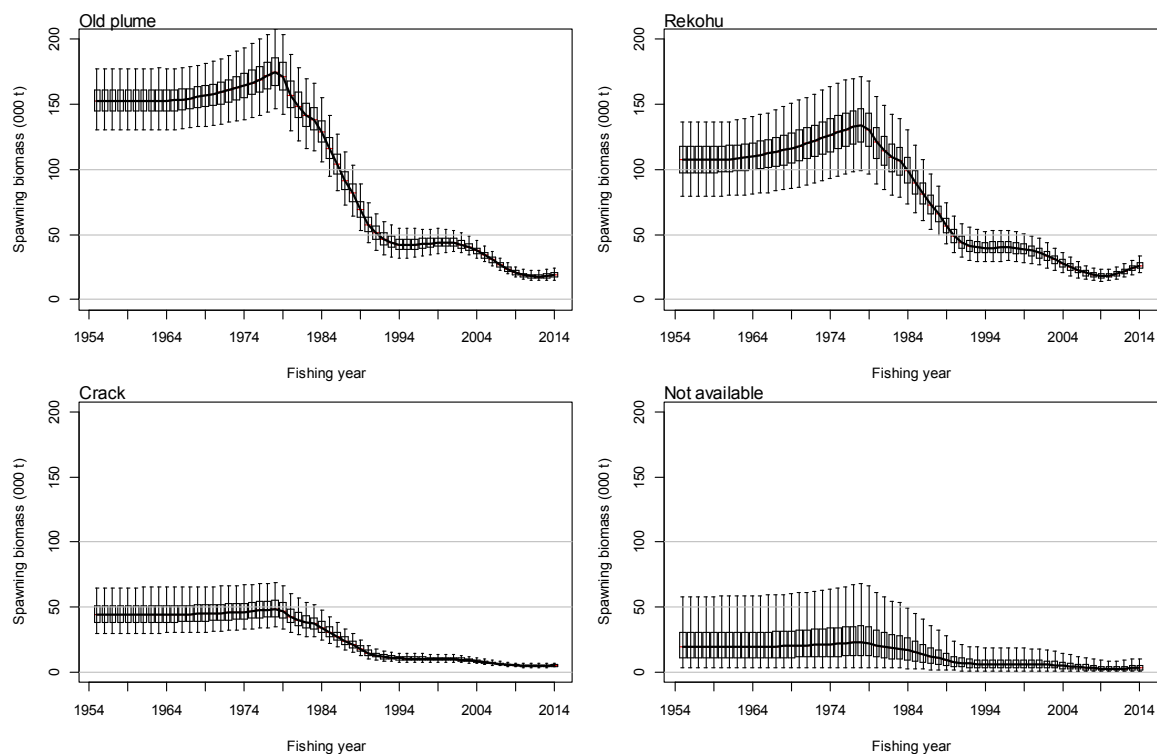 Old plume
Spawning biomass (000 t)
200
150
100
50
0
1954 1964 1974 1984 1994 2004 2014
Fishing year
Rekohu
Spawning biomass (000 t)
200
150
100
50
0
1954 1964 1974 1984 1994 2004 2014
Fishing year
Crack
Spawning biomass (000 t)
200
150
100
50
0
1954 1964 1974 1984 1994 2004 2014
Fishing year
Not available
Spawning biomass (000 t)
200
150
100
50
0
1954 1964 1974 1984 1994 2004 2014
Fishing year